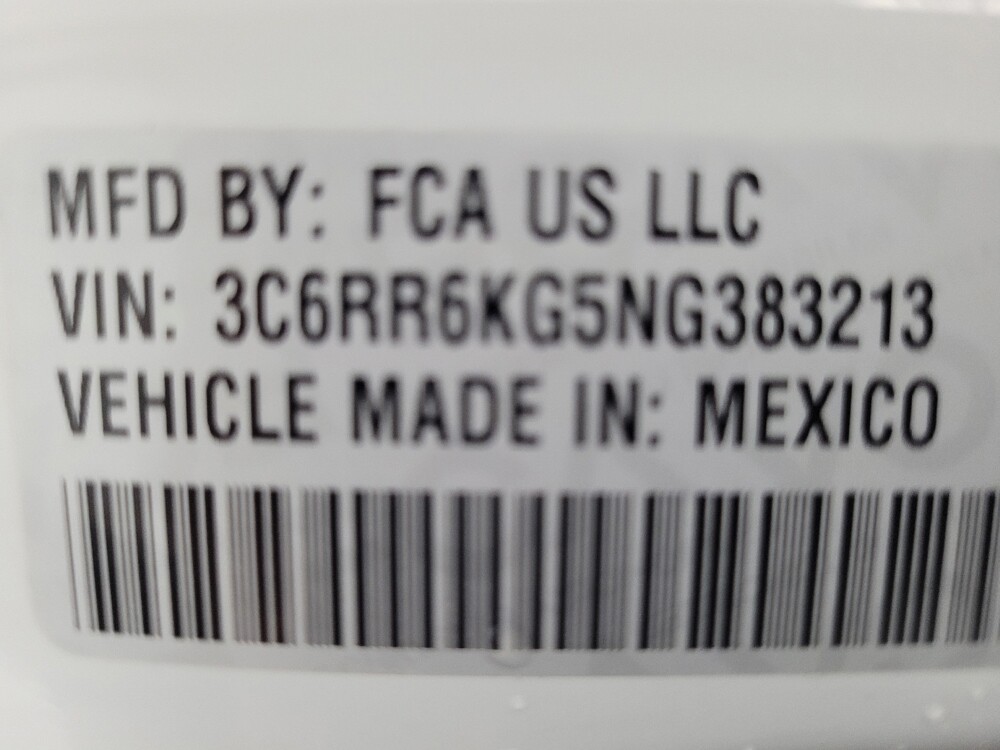 MFD BY: FCA US LLC
VIN: 3C6RR6KG5NG383213
VEHICLE MADE IN: MEXICO